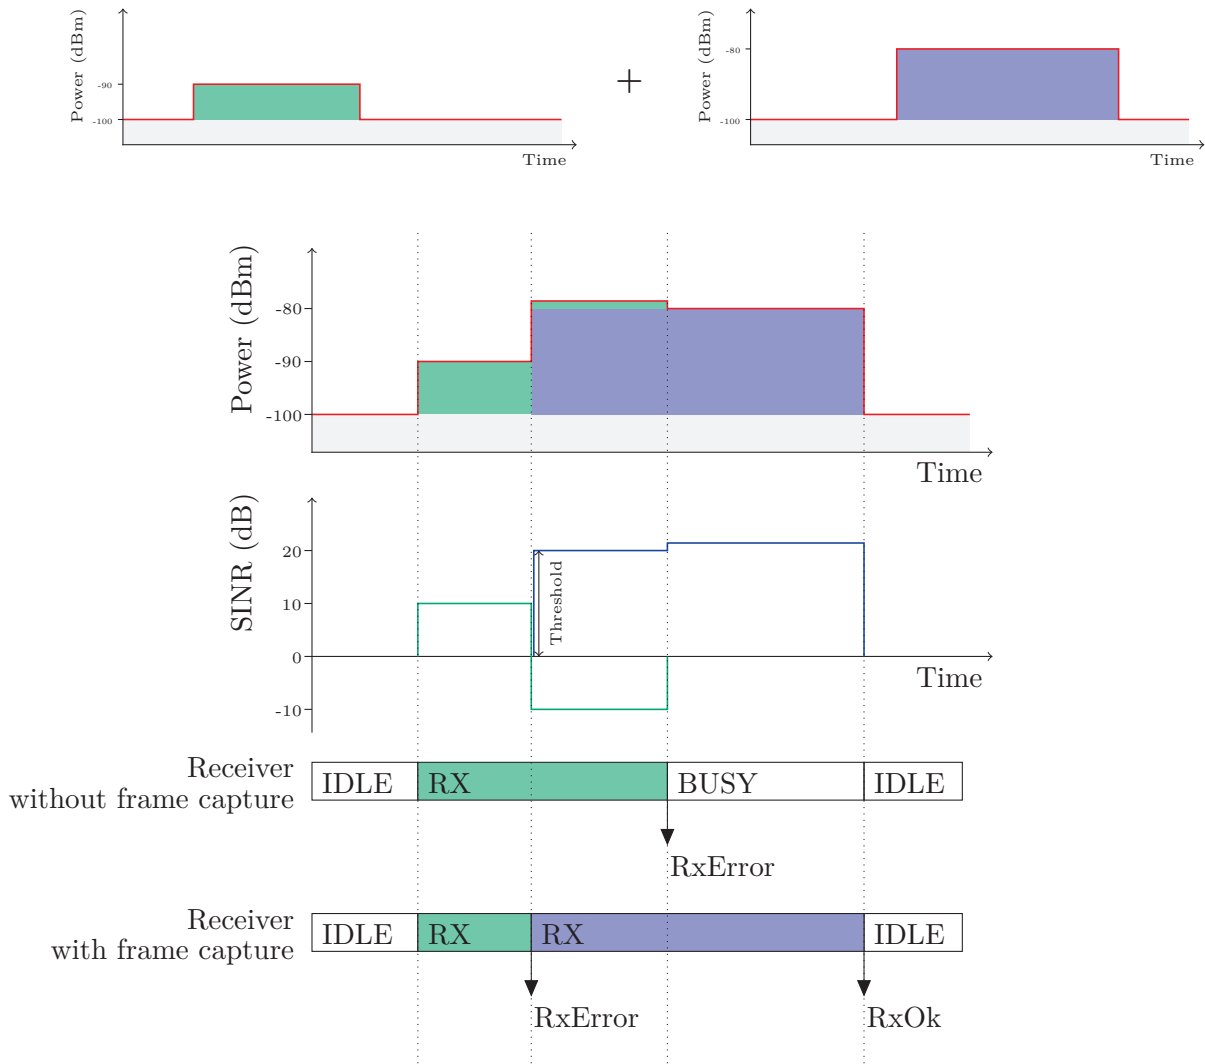 Power (dBm)
-90
-100
Time
+
Power (dBm)
-80
-100
Time
Power (dBm)
-80
-90
-100
Time
SINR (dB)
20
10
0
-10
Threshold
Time
Receiver
without frame capture
IDLE
RX
BUSY
IDLE
RxError
Receiver
with frame capture
IDLE
RX
RX
IDLE
RxError
RxOk